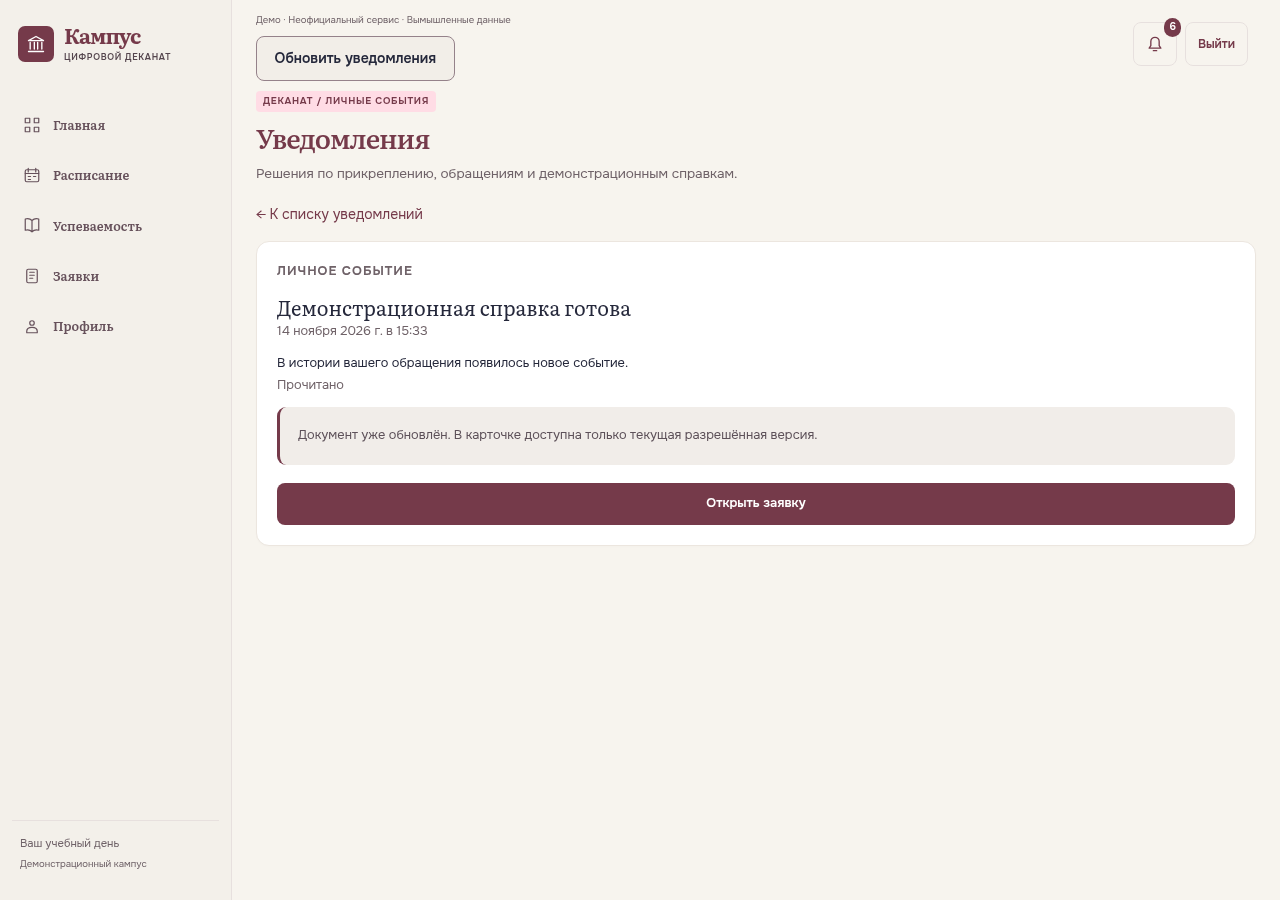 Кампус
ЦИФРОВОЙ ДЕКАНАТ
Главная
Расписание
Успеваемость
Заявки
Профиль
Ваш учебный день
Демонстрационный кампус
Демо · Неофициальный сервис · Вымышленные данные
Обновить уведомления
6
Выйти
ДЕКАНАТ / ЛИЧНЫЕ СОБЫТИЯ
Уведомления
Решения по прикреплению, обращениям и демонстрационным справкам.
← К списку уведомлений
ЛИЧНОЕ СОБЫТИЕ
Демонстрационная справка готова
14 ноября 2026 г. в 15:33
В истории вашего обращения появилось новое событие.
Прочитано
Документ уже обновлён. В карточке доступна только текущая разрешённая версия.
Открыть заявку